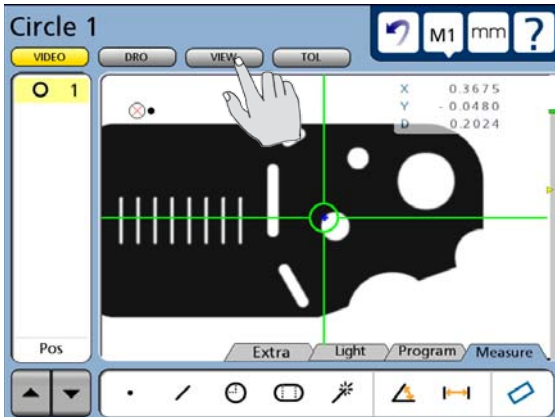 Circle 1
M1 mm ?
VIDEO DRO VIEW TOL
1
X 0.3675
Y - 0.0480
D 0.2024
Pos
Extra Light Program Measure